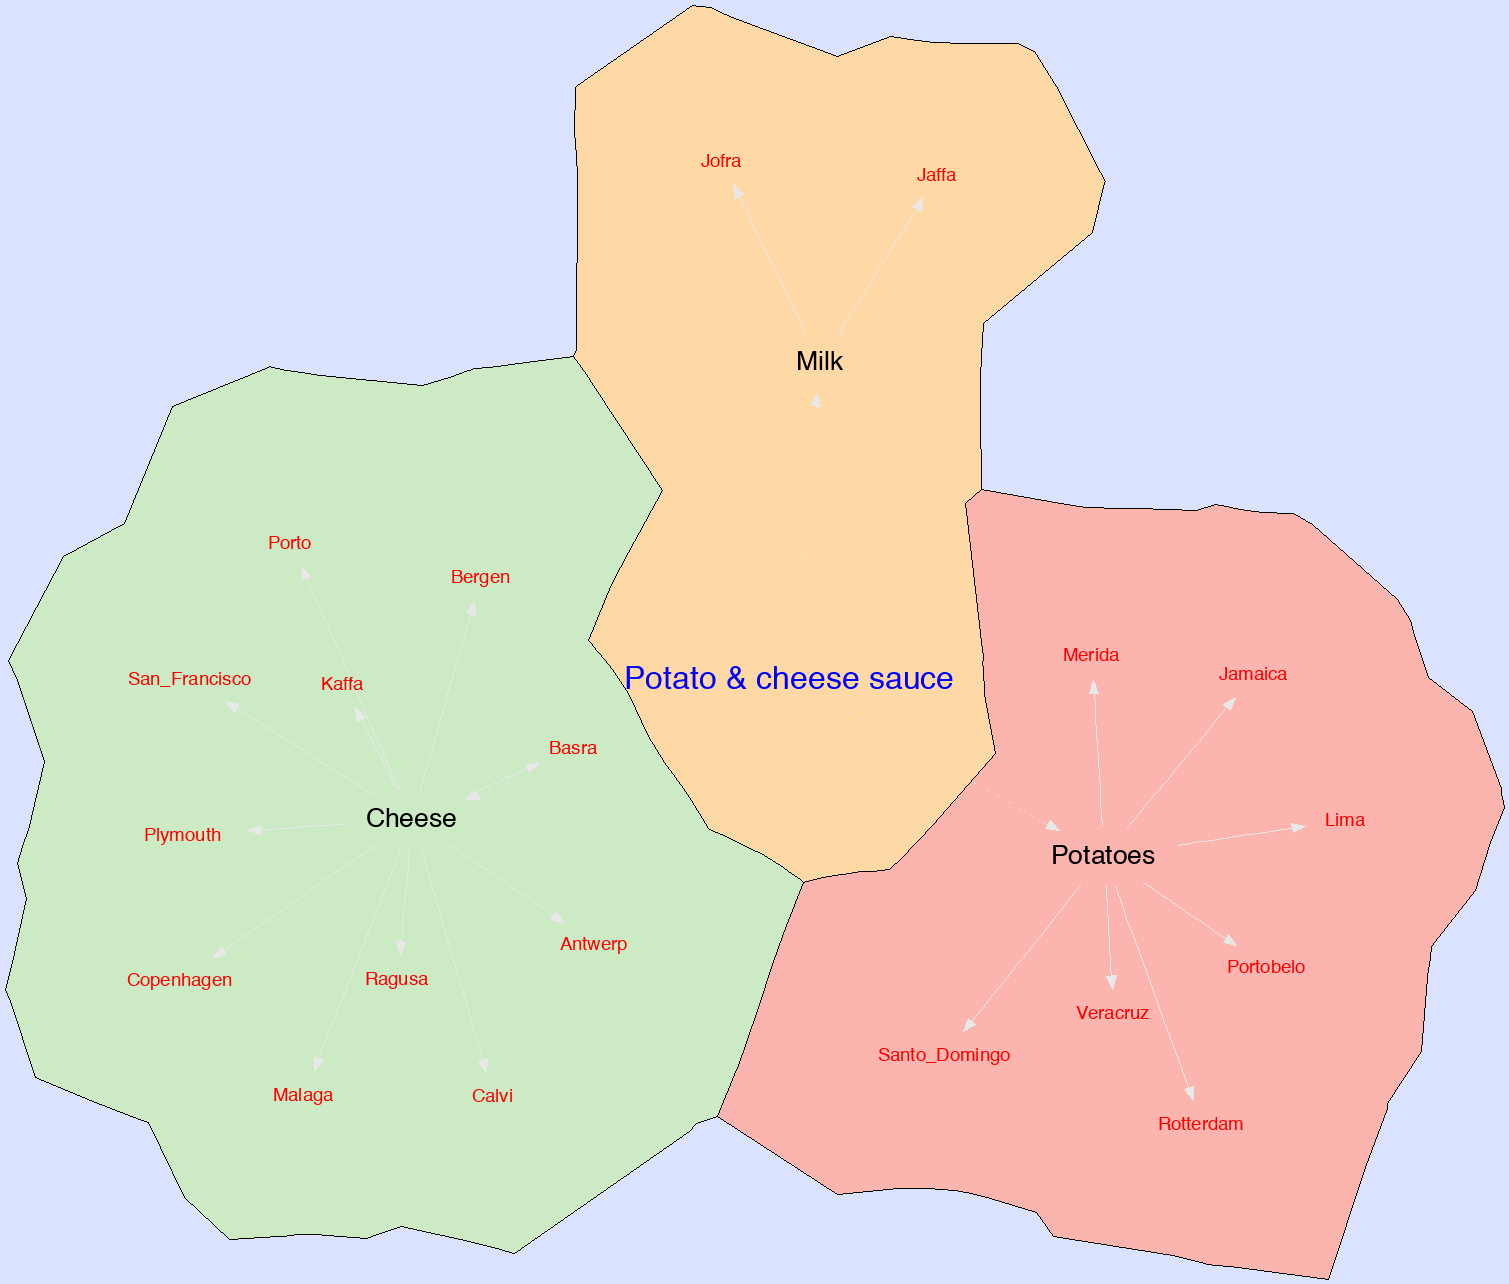 Jofra
Jaffa
Milk
Porto
Bergen
Merida
Jamaica
San_Francisco
Kaffa
Potato & cheese sauce
Basra
Cheese
Lima
Plymouth
Potatoes
Antwerp
Portobelo
Copenhagen
Ragusa
Veracruz
Santo_Domingo
Malaga
Calvi
Rotterdam